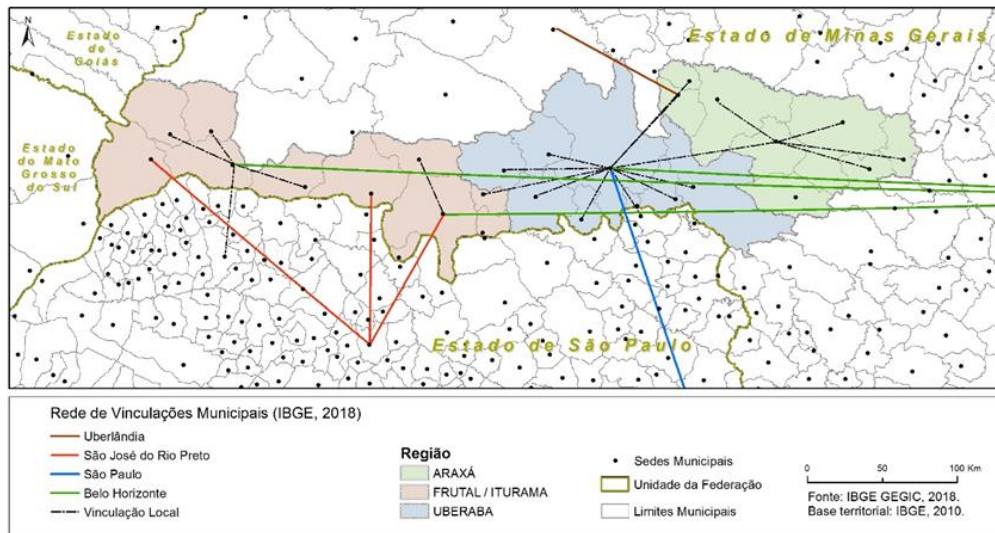 N
Estado
de
Goiás
Estado de Minas Gerais
Estado
do Mato
Grosso
do Sul
Estado de São Paulo
Rede de Vinculações Municipais (IBGE, 2018)
Uberlândia
São José do Rio Preto
São Paulo
Belo Horizonte
Vinculação Local
Região
ARAXÁ
FRUTAL / ITURAMA
UBERABA
Sedes Municipais
Unidade da Federação
Limites Municipais
0 50 100 Km
Fonte: IBGE GEGIC, 2018.
Base territorial: IBGE, 2010.